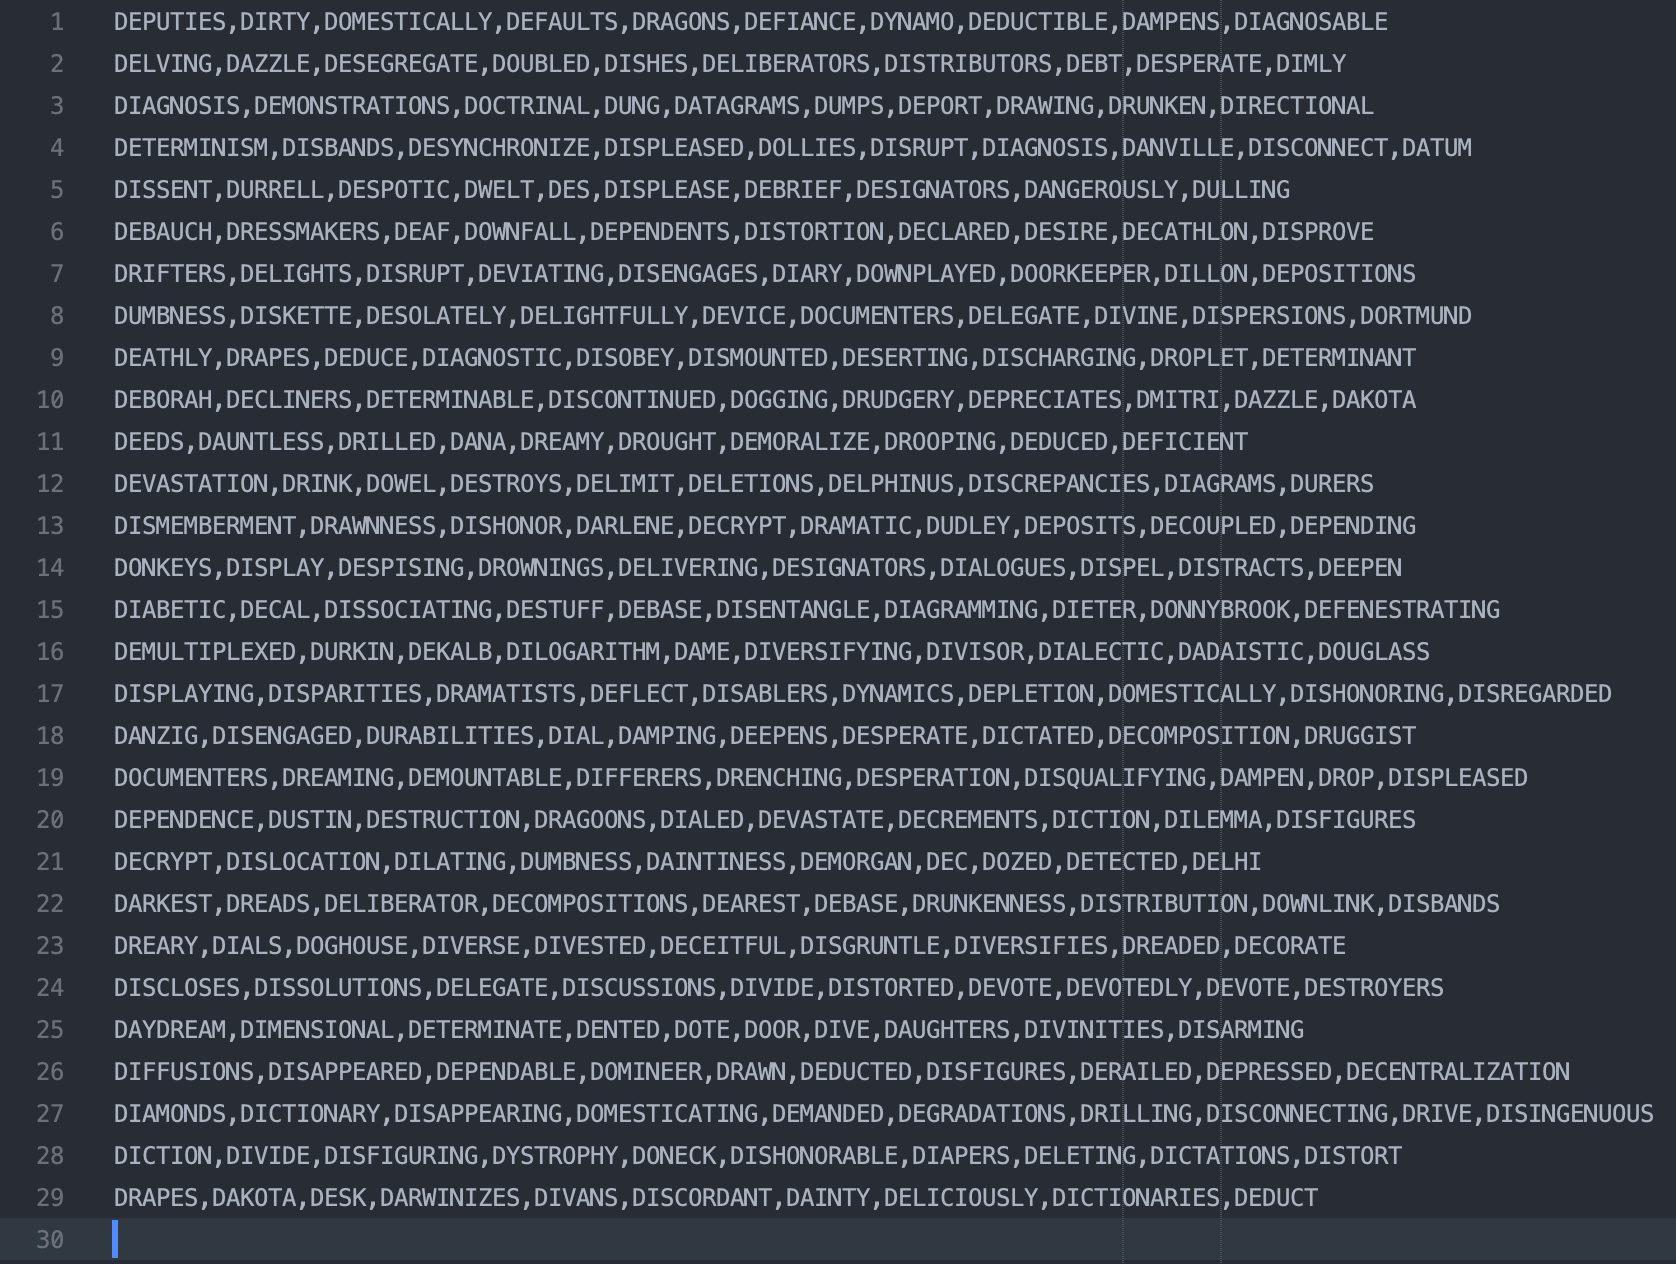 1 DEPUTIES,DIRTY,DOMESTICALLY,DEFAULTS,DRAGONS,DEFIANCE,DYNAMO,DEDUCTIBLE,DAMPENS,DIAGNOSABLE
2 DELVING,DAZZLE,DESEGREGATE,DOUBLED,DISHES,DELIBERATORS,DISTRIBUTORS,DEBT,DESPERATE,DIMLY
3 DIAGNOSIS,DEMONSTRATIONS,DOCTRINAL,DUNG,DATAGRAMS,DUMPS,DEPORT,DRAWING,DRUNKEN,DIRECTIONAL
4 DETERMINISM,DISBANDS,DESYNCHRONIZE,DISPLEASED,DOLLIES,DISRUPT,DIAGNOSIS,DANVILLE,DISCONNECT,DATUM
5 DISSENT,DURRELL,DESPOTIC,DWELT,DES,DISPLEASE,DEBRIEF,DESIGNATORS,DANGEROUSLY,DULLING
6 DEBAUCH,DRESSMAKERS,DEAF,DOWNFALL,DEPENDENTS,DISTORTION,DECLARED,DESIRE,DECATHLON,DISPROVE
7 DRIFTERS,DELIGHTS,DISRUPT,DEVIATING,DISENGAGES,DIARY,DOWNPLAYED,DOORKEEPER,DILLON,DEPOSITIONS
8 DUMBNESS,DISKETTE,DESOLATELY,DELIGHTFULLY,DEVICE,DOCUMENTERS,DELEGATE,DIVINE,DISPERSIONS,DORTMUND
9 DEATHLY,DRAPES,DEDUCE,DIAGNOSTIC,DISOBEY,DISMOUNTED,DESERTING,DISCHARGING,DROPLET,DETERMINANT
10 DEBORAH,DECLINERS,DETERMINABLE,DISCONTINUED,DOGGING,DRUDGERY,DEPRECIATES,DMITRI,DAZZLE,DAKOTA
11 DEEDS,DAUNTLESS,DRILLED,DANA,DREAMY,DROUGHT,DEMORALIZE,DROOPING,DEDUCED,DEFICIENT
12 DEVASTATION,DRINK,DOWEL,DESTROYS,DELIMIT,DELETIONS,DELPHINUS,DISCREPANCIES,DIAGRAMS,DURERS
13 DISMEMBERMENT,DRAWNNESS,DISHONOR,DARLENE,DECRYPT,DRAMATIC,DUDLEY,DEPOSITS,DECOUPLED,DEPENDING
14 DONKEYS,DISPLAY,DESPISING,DROWNINGS,DELIVERING,DESIGNATORS,DIALOGUES,DISPEL,DISTRACTS,DEEPEN
15 DIABETIC,DECAL,DISSOCIATING,DESTUFF,DEBASE,DISENTANGLE,DIAGRAMMING,DIETER,DONNYBROOK,DEFENESTRATING
16 DEMULTIPLEXED,DURKIN,DEKALB,DILOGARITHM,DAME,DIVERSIFYING,DIVISOR,DIALECTIC,DADAISTIC,DOUGLASS
17 DISPLAYING,DISPARITIES,DRAMATISTS,DEFLECT,DISABLERS,DYNAMICS,DEPLETION,DOMESTICALLY,DISHONORING,DISREGARDED
18 DANZIG,DISENGAGED,DURABILITIES,DIAL,DAMPING,DEEPENS,DESPERATE,DICTATED,DECOMPOSITION,DRUGGIST
19 DOCUMENTERS,DREAMING,DEMOUNTABLE,DIFFERERS,DRENCHING,DESPERATION,DISQUALIFYING,DAMPEN,DROP,DISPLEASED
20 DEPENDENCE,DUSTIN,DESTRUCTION,DRAGOONS,DIALED,DEVASTATE,DECREMENTS,DICTION,DILEMMA,DISFIGURES
21 DECRYPT,DISLOCATION,DILATING,DUMBNESS,DAINTINESS,DEMORGAN,DEC,DOZED,DETECTED,DELHI
22 DARKEST,DREADS,DELIBERATOR,DECOMPOSITIONS,DEAREST,DEBASE,DRUNKENNESS,DISTRIBUTION,DOWNLINK,DISBANDS
23 DREARY,DIALS,DOGHOUSE,DIVERSE,DIVESTED,DECEITFUL,DISGRUNTLE,DIVERSIFIES,DREADED,DECORATE
24 DISCLOSES,DISSOLUTIONS,DELEGATE,DISCUSSIONS,DIVIDE,DISTORTED,DEVOTE,DEVOTEDLY,DEVOTE,DESTROYERS
25 DAYDREAM,DIMENSIONAL,DETERMINATE,DENTED,DOTE,DOOR,DIVE,DAUGHTERS,DIVINITIES,DISARMING
26 DIFFUSIONS,DISAPPEARED,DEPENDABLE,DOMINEER,DRAWN,DEDUCTED,DISFIGURES,DERAILED,DEPRESSED,DECENTRALIZATION
27 DIAMONDS,DICTIONARY,DISAPPEARING,DOMESTICATING,DEMANDED,DEGRADATIONS,DRILLING,DISCONNECTING,DRIVE,DISINGENUOUS
28 DICTION,DIVIDE,DISFIGURING,DYSTROPHY,DONECK,DISHONORABLE,DIAPERS,DELETING,DICTATIONS,DISTORT
29 DRAPES,DAKOTA,DESK,DARWINIZES,DIVANS,DISCORDANT,DAINTY,DELICIOUSLY,DICTIONARIES,DEDUCT
30